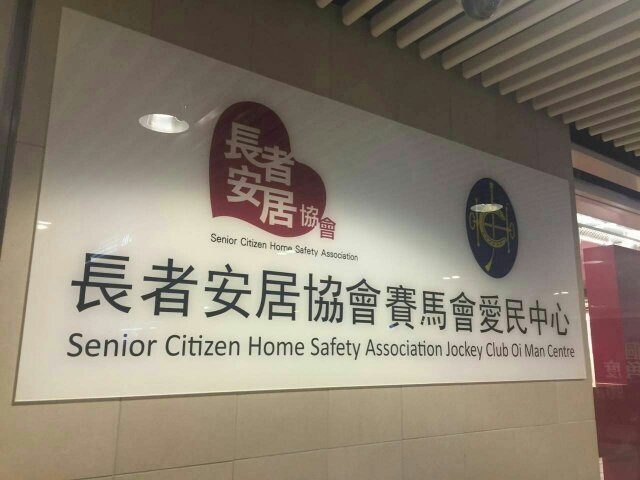 長者
安居協會
Senior Citizen Home Safety Association
長者安居協會賽馬會愛民中心
Senior Citizen Home Safety Association Jockey Club Oi Man Centre